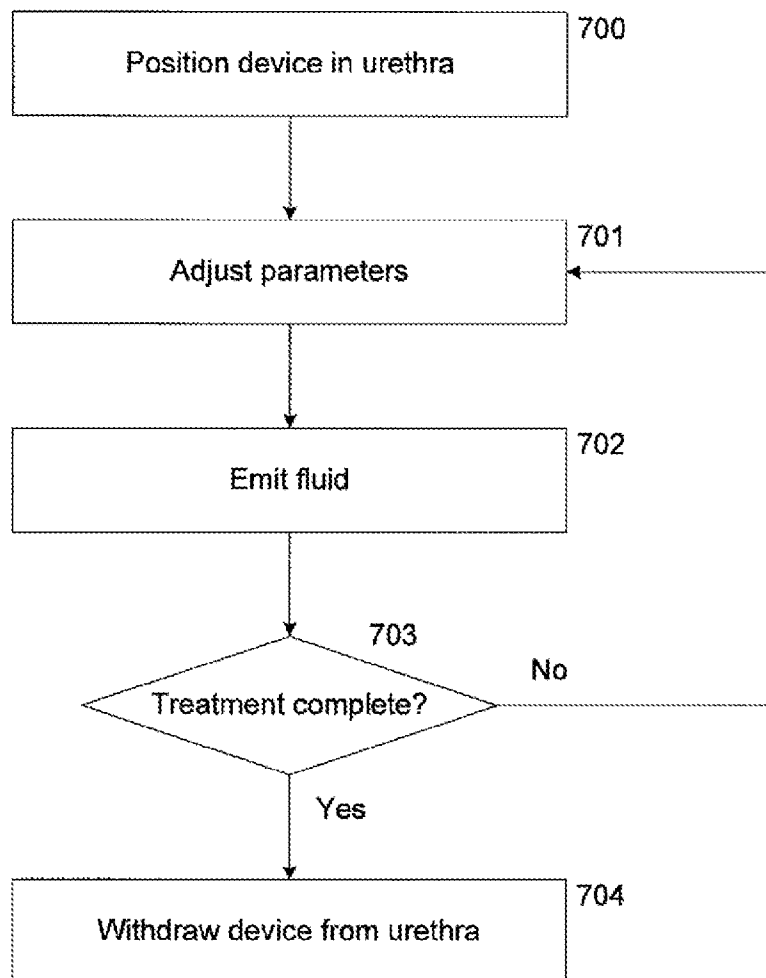 700
Position device in urethra
701
Adjust parameters
702
Emit fluid
703
Treatment complete?
No
Yes
704
Withdraw device from urethra